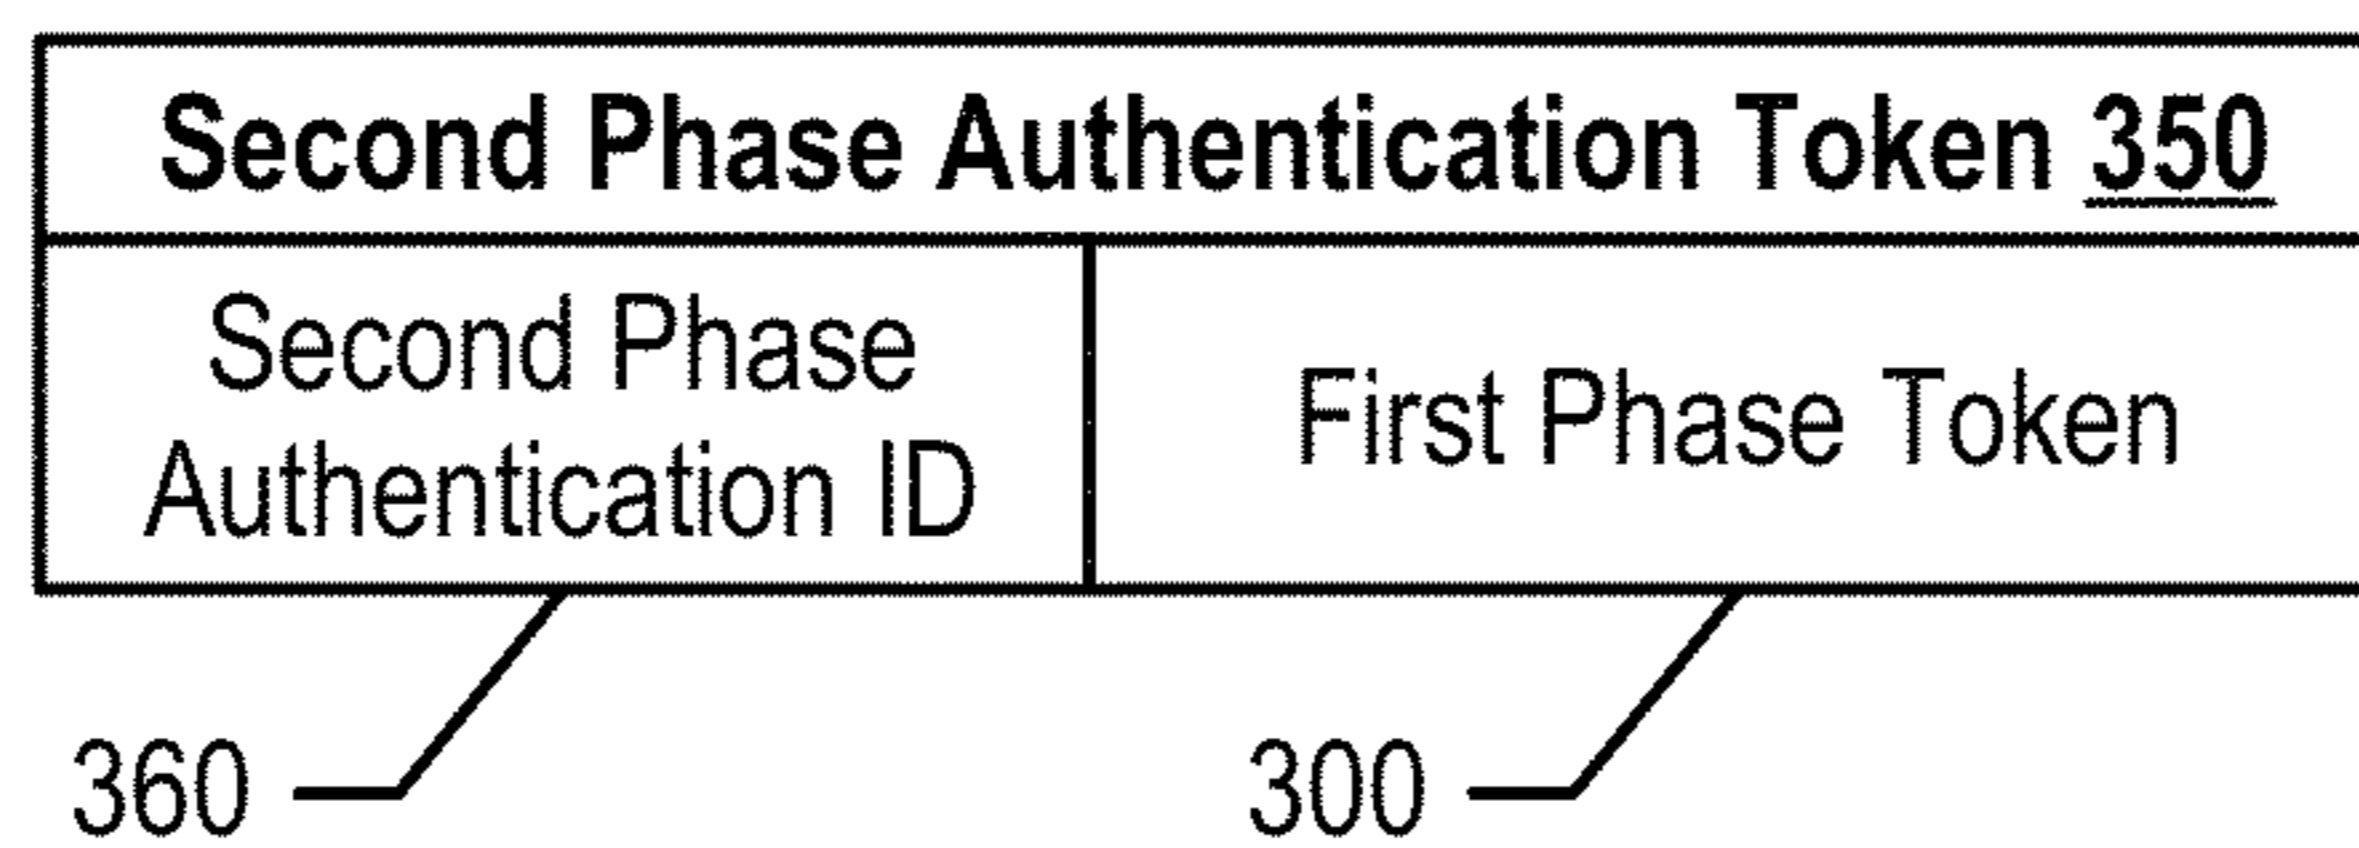 Second Phase Authentication Token 350
Second Phase
Authentication ID
First Phase Token
360
300